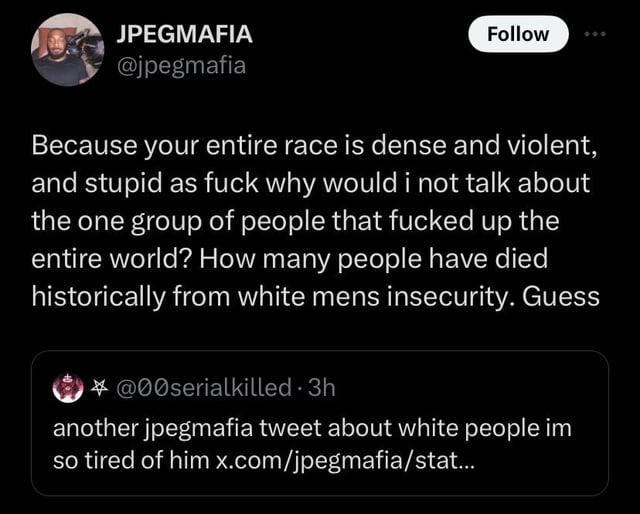 JPEGMAFIA
@jpegmafia
Follow
Because your entire race is dense and violent,
and stupid as fuck why would i not talk about
the one group of people that fucked up the
entire world? How many people have died
historically from white mens insecurity. Guess
⛧ @00serialkilled · 3h
another jpegmafia tweet about white people im
so tired of him x.com/jpegmafia/stat...